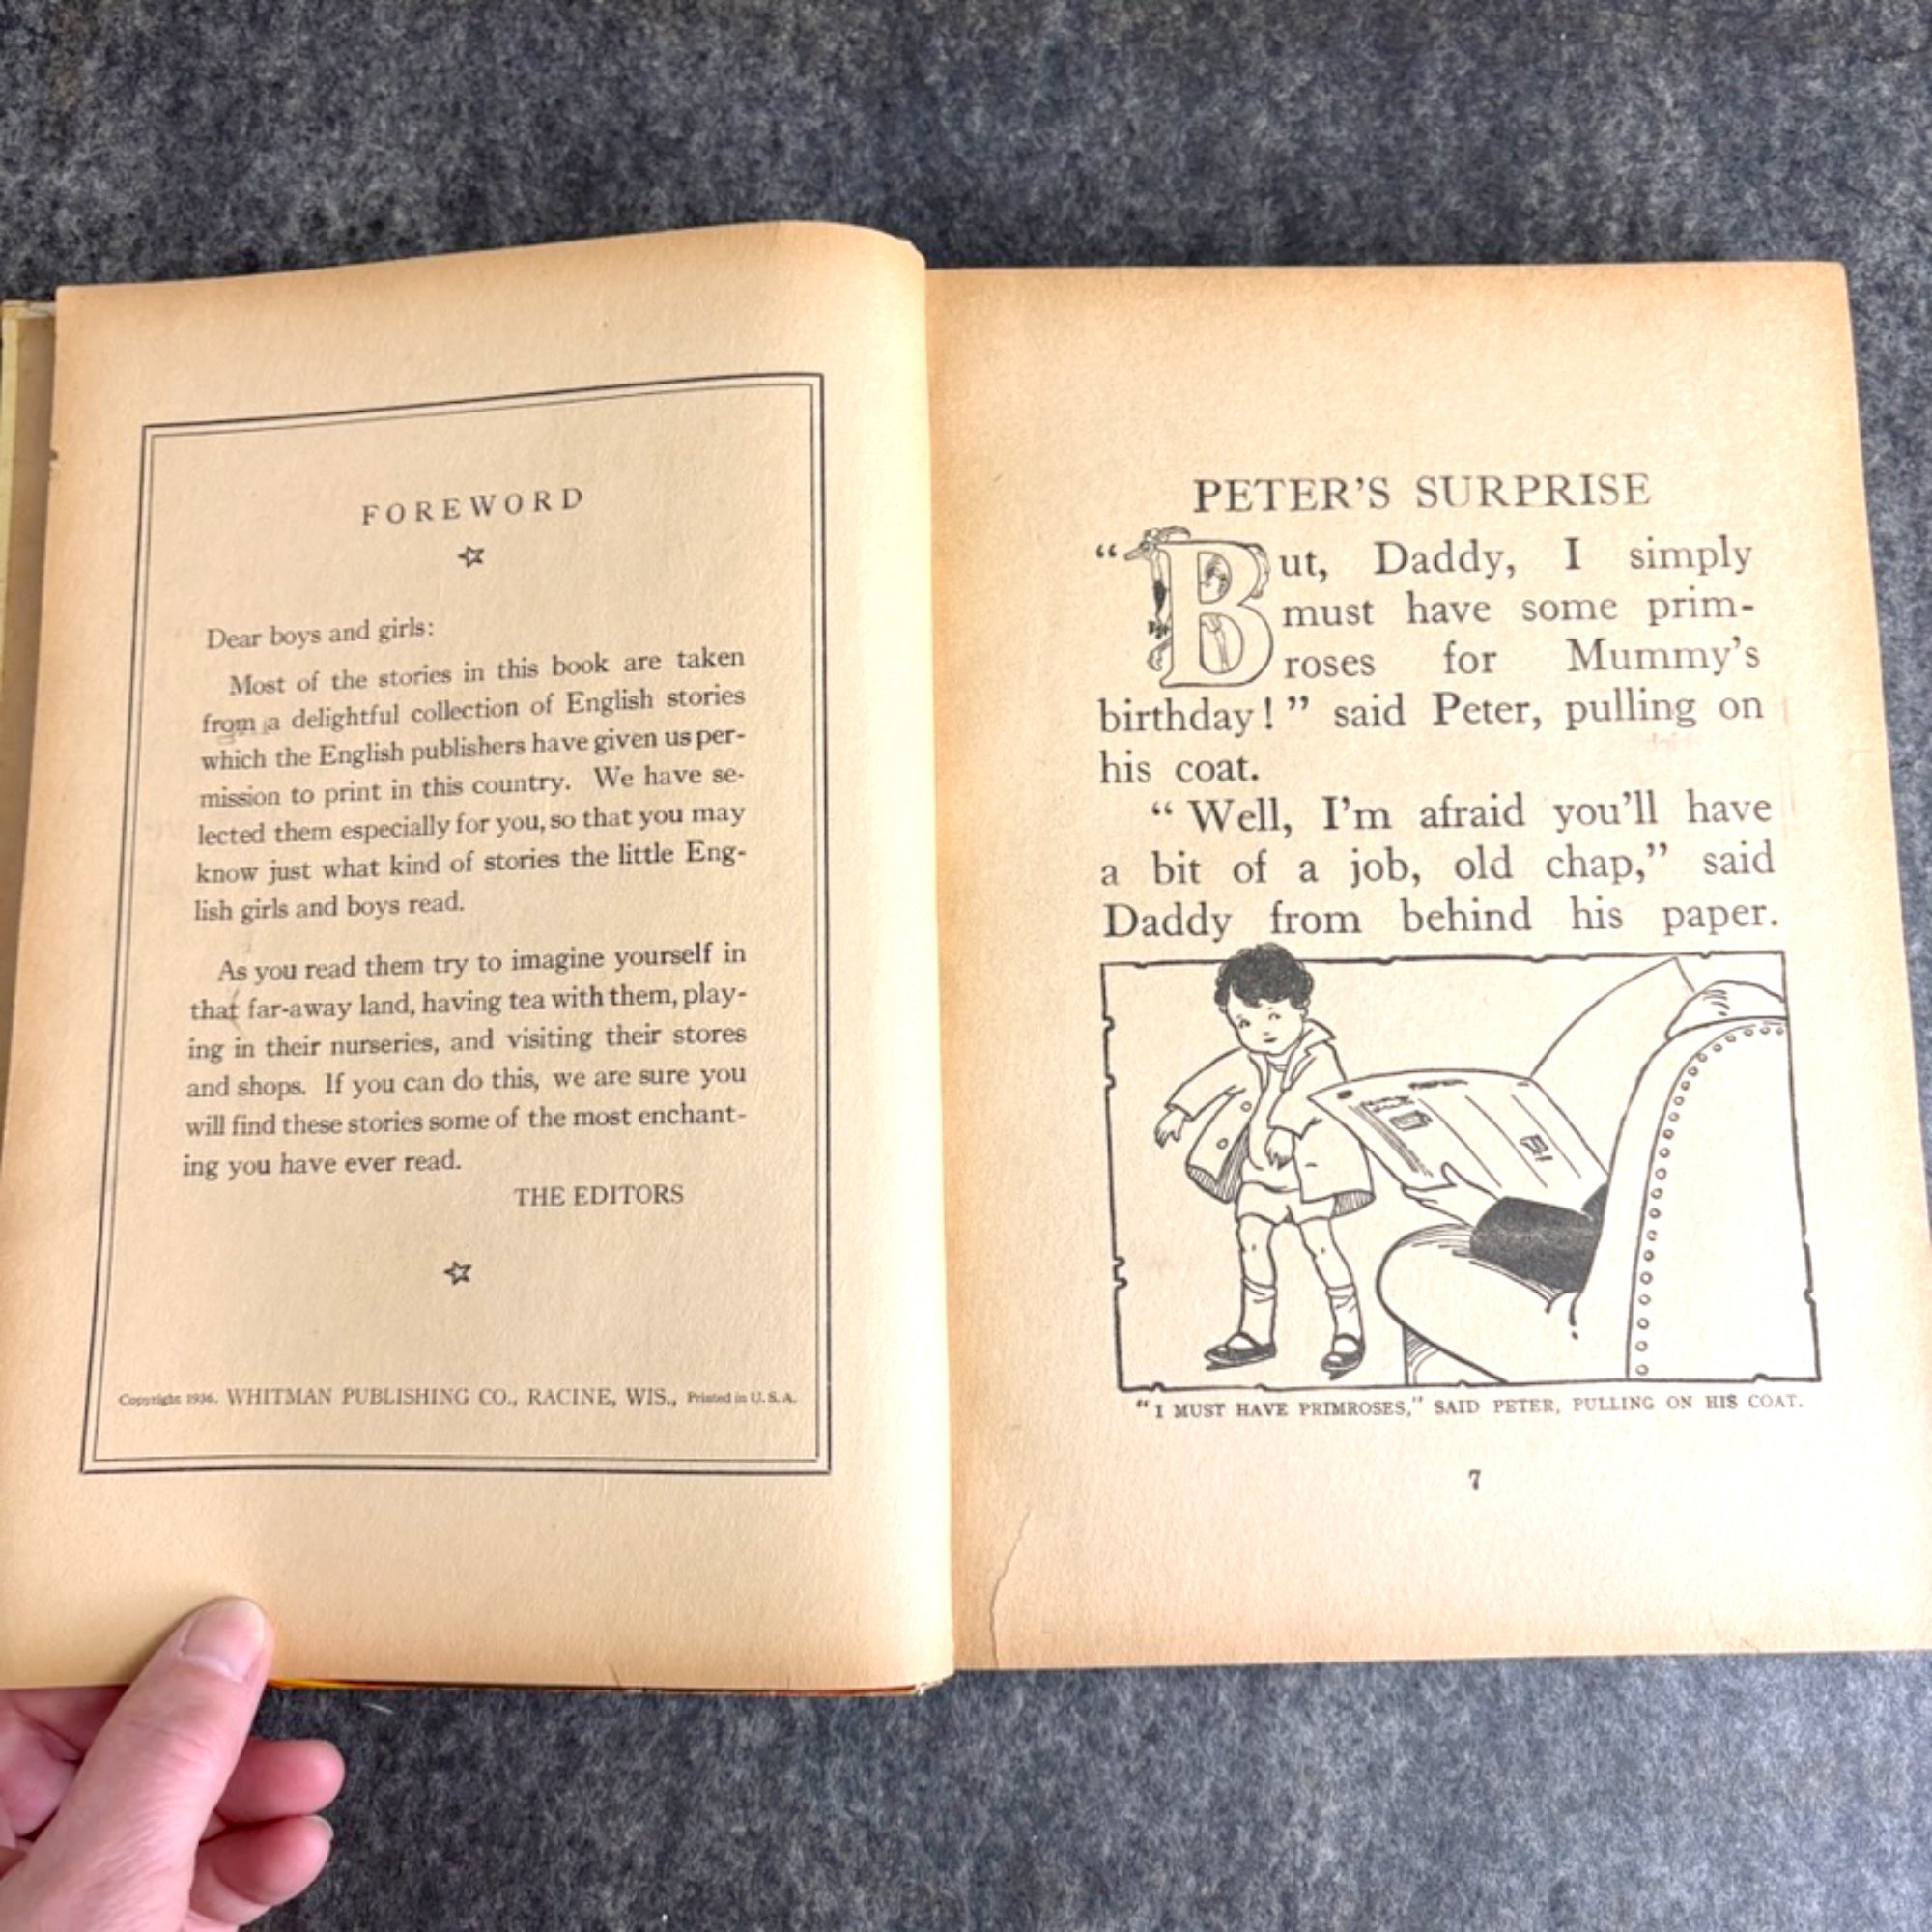 FOREWORD
Dear boys and girls:
Most of the stories in this book are taken
from a delightful collection of English stories
which the English publishers have given us per-
mission to print in this country. We have se-
lected them especially for you, so that you may
know just what kind of stories the little Eng-
lish girls and boys read.
As you read them try to imagine yourself in
that far-away land, having tea with them, play-
ing in their nurseries, and visiting their stores
and shops. If you can do this, we are sure you
will find these stories some of the most enchant-
ing you have ever read.
THE EDITORS
Copyright 1936. WHITMAN PUBLISHING CO., RACINE, WIS., Printed in U. S. A.
PETER'S SURPRISE
"But, Daddy, I simply
must have some prim-
roses for Mummy's
birthday!" said Peter, pulling on
his coat.
"Well, I'm afraid you'll have
a bit of a job, old chap," said
Daddy from behind his paper.
"I MUST HAVE PRIMROSES," SAID PETER, PULLING ON HIS COAT.
7